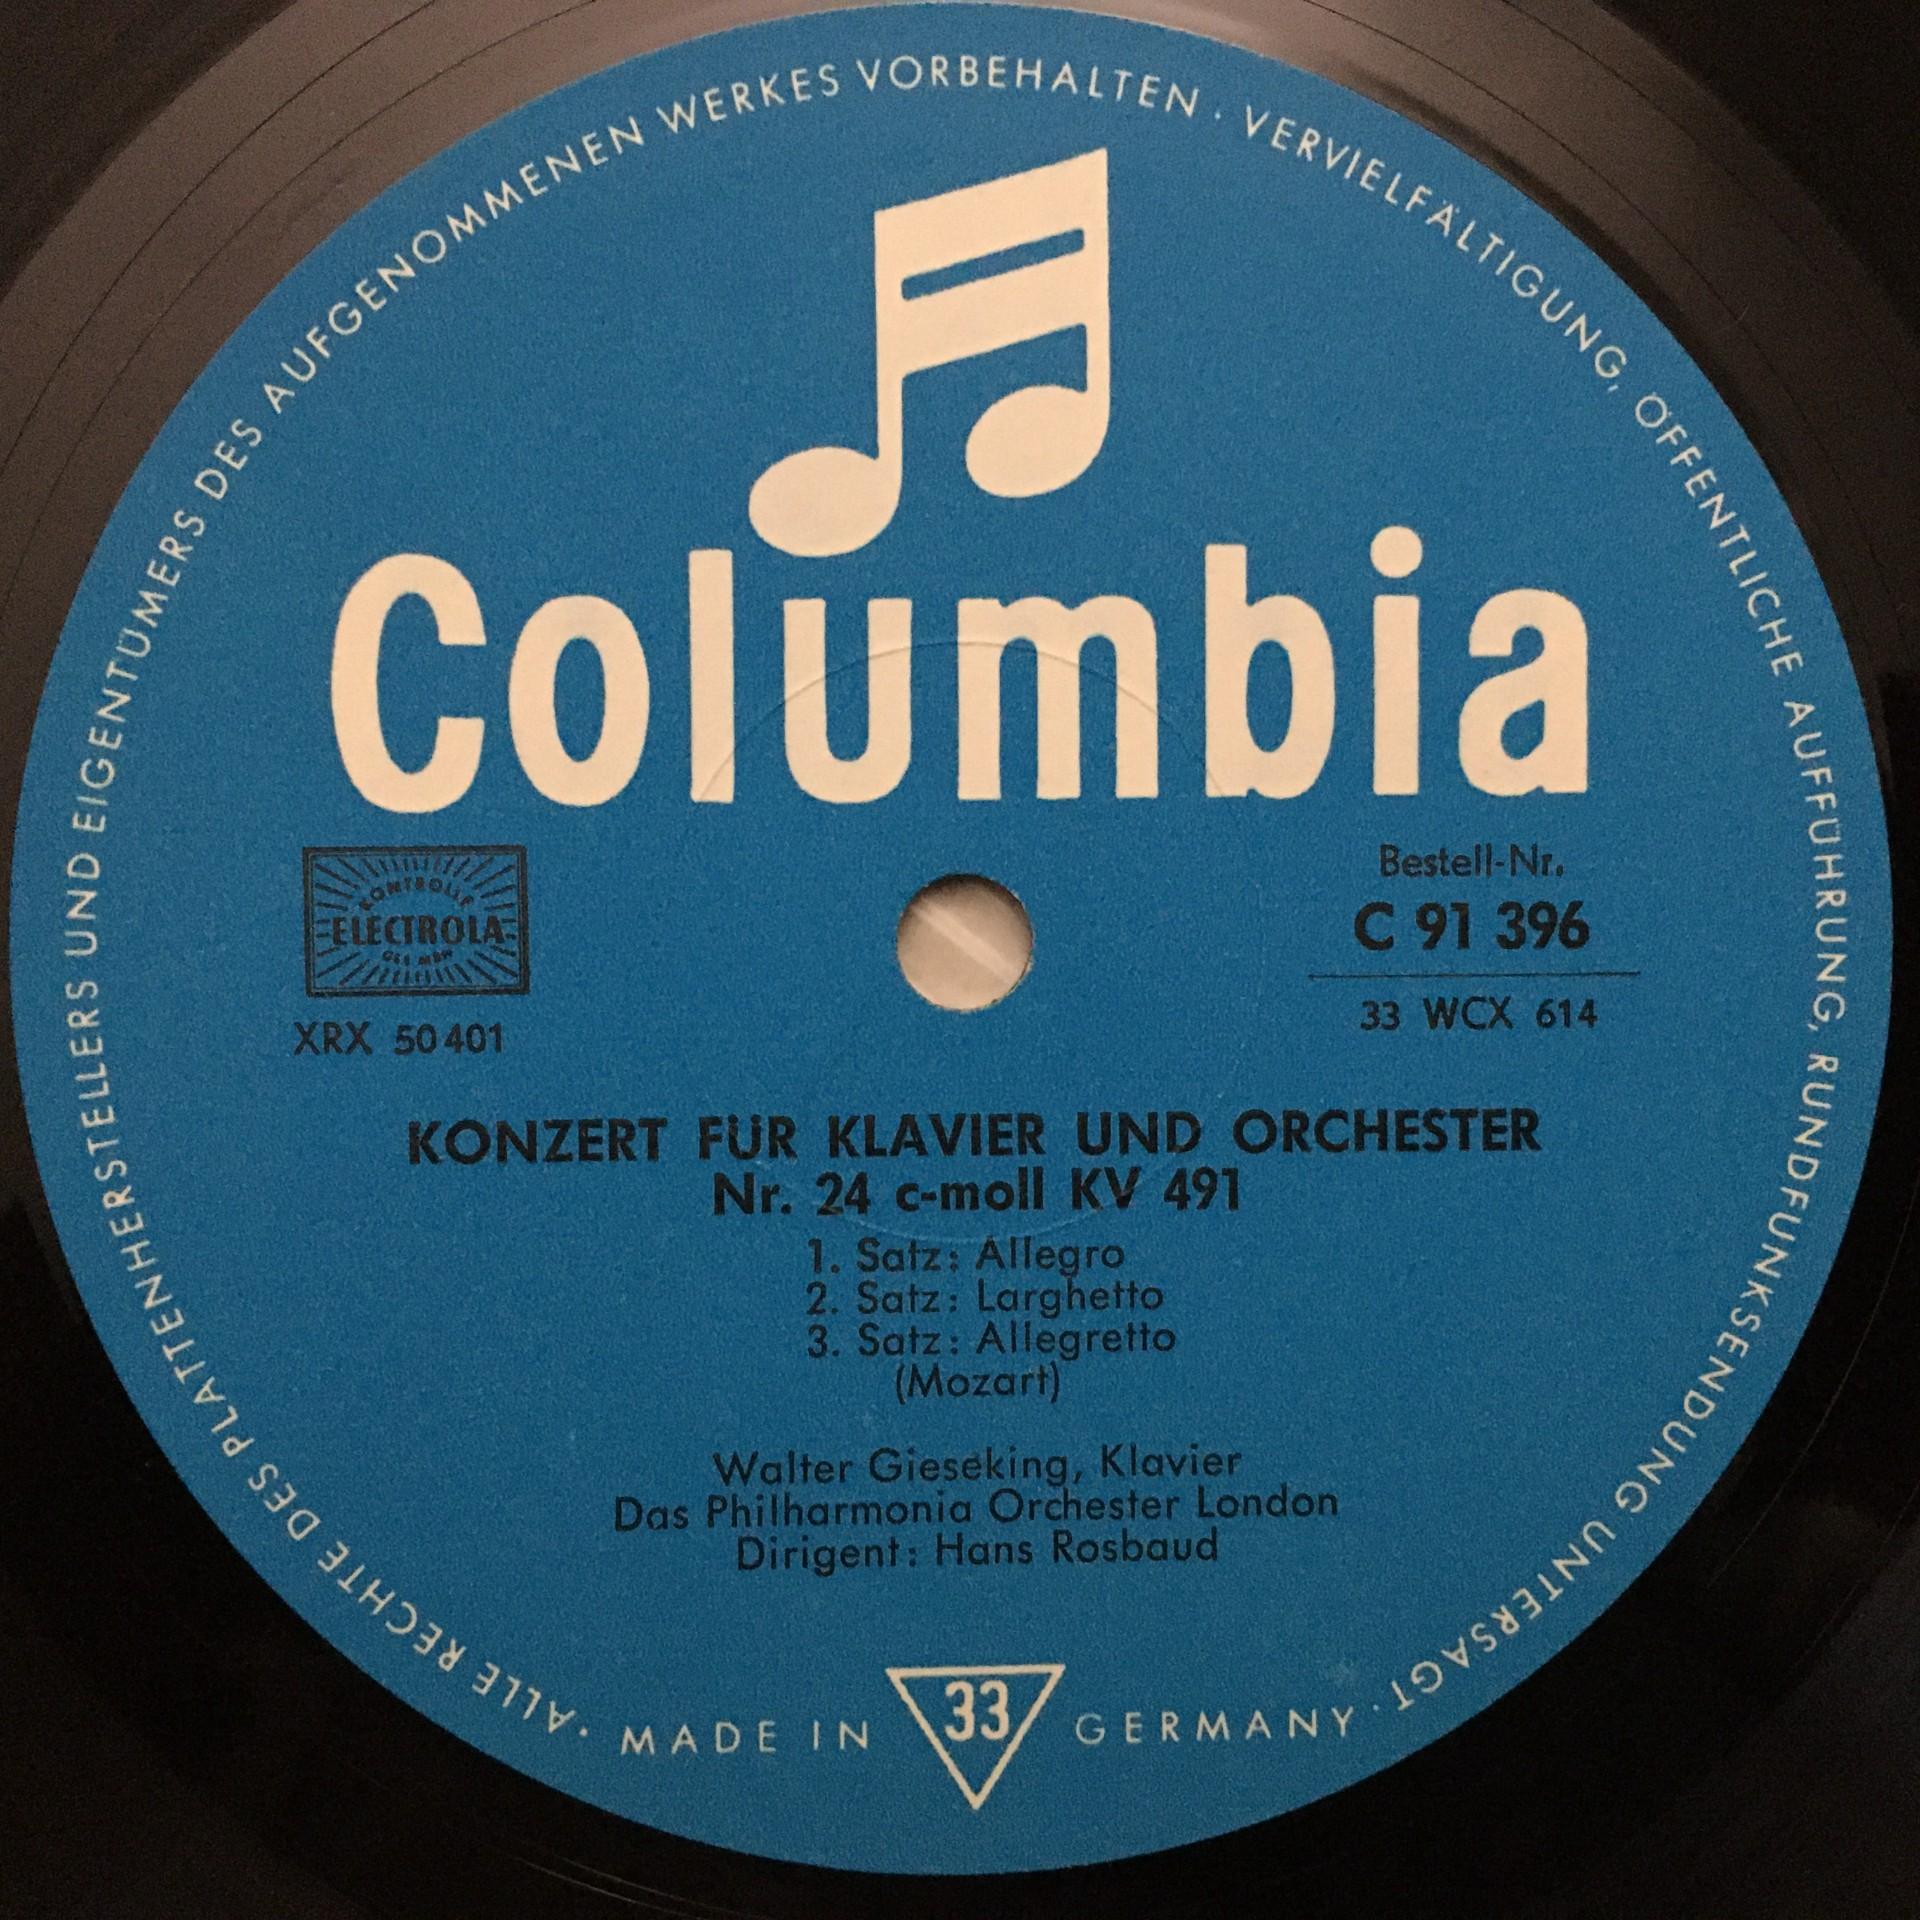 ALLE RECHTE DES PLATTENHERSTELLERS UND EIGENTÜMERS DES AUFGENOMMENEN WERKES VORBEHALTEN · VERVIELFÄLTIGUNG, ÖFFENTLICHE AUFFÜHRUNG, RUNDFUNKSENDUNG UNTERSAGT ·
Columbia
KONTROLLE
ELECTROLA
GES MBH
XRX 50401
Bestell-Nr.
C 91 396
33 WCX 614
KONZERT FÜR KLAVIER UND ORCHESTER
Nr. 24 c-moll KV 491
1. Satz: Allegro
2. Satz: Larghetto
3. Satz: Allegretto
(Mozart)
Walter Gieseking, Klavier
Das Philharmonia Orchester London
Dirigent: Hans Rosbaud
MADE IN 33 GERMANY